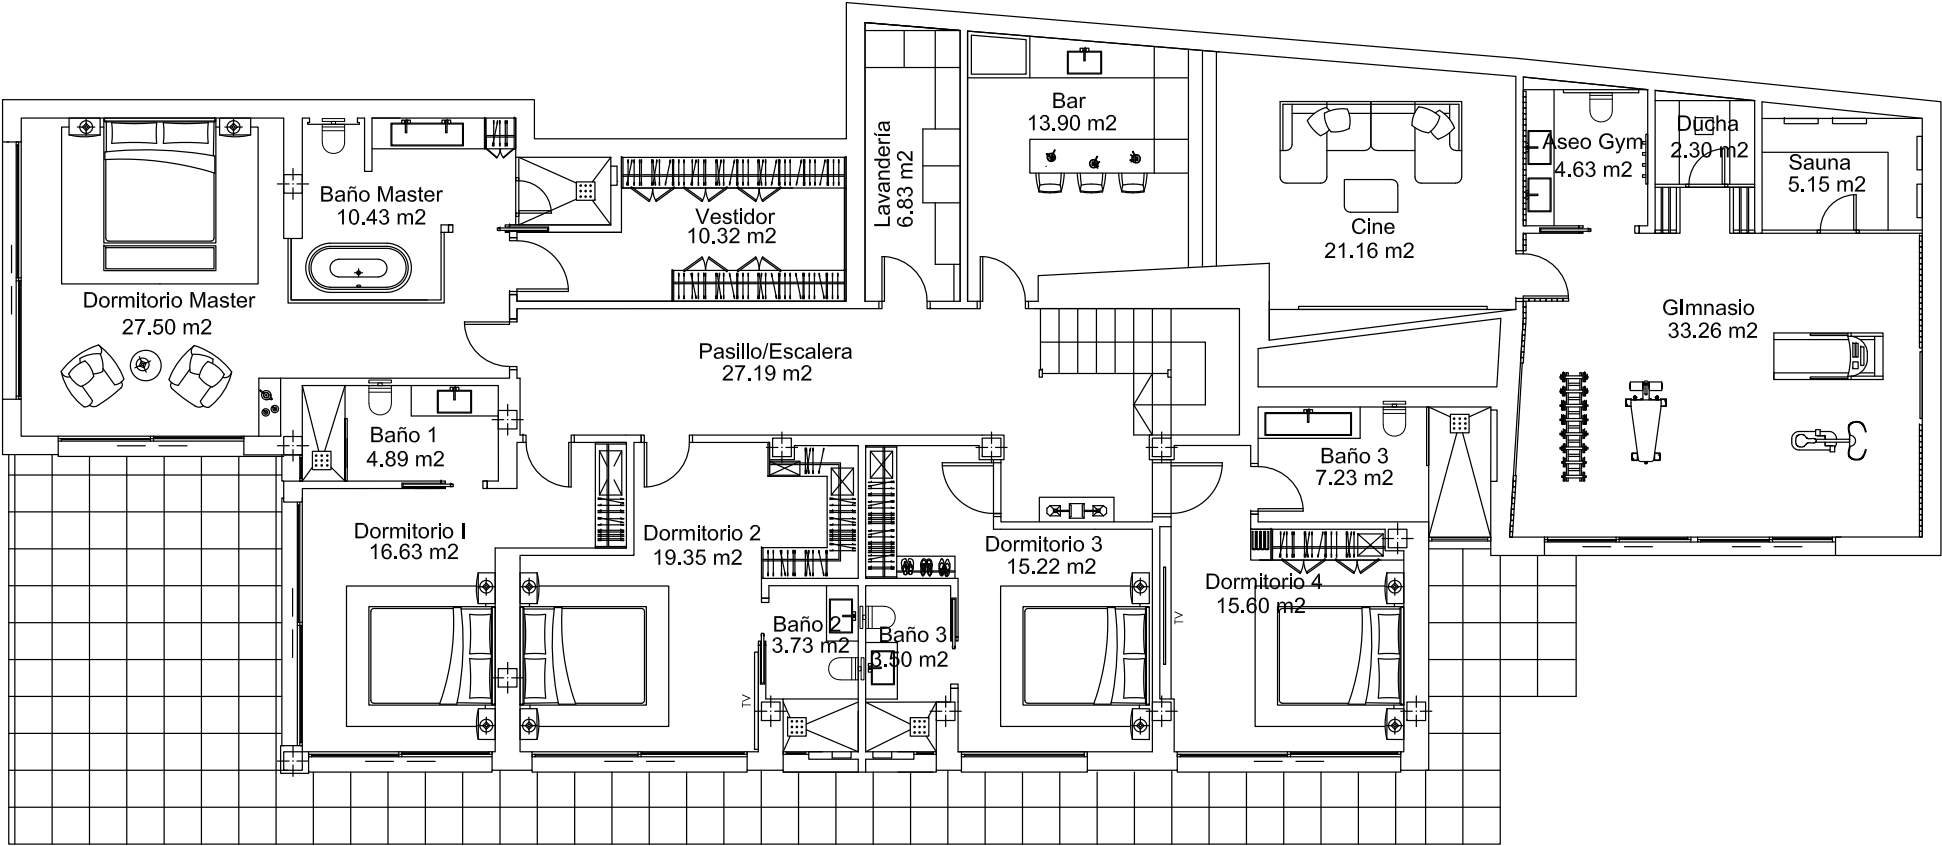 Bar
13.90 m2
Ducha
2.30 m2
Aseo Gym
4.63 m2
Sauna
5.15 m2
Lavandería
6.83 m2
Baño Master
10.43 m2
Vestidor
10.32 m2
Cine
21.16 m2
Dormitorio Master
27.50 m2
GImnasio
33.26 m2
Pasillo/Escalera
27.19 m2
Baño 1
4.89 m2
Baño 3
7.23 m2
Dormitorio I
16.63 m2
Dormitorio 2
19.35 m2
Dormitorio 3
15.22 m2
Dormitorio 4
15.60 m2
Baño 2
3.73 m2
Baño 3
3.50 m2
TV
TV